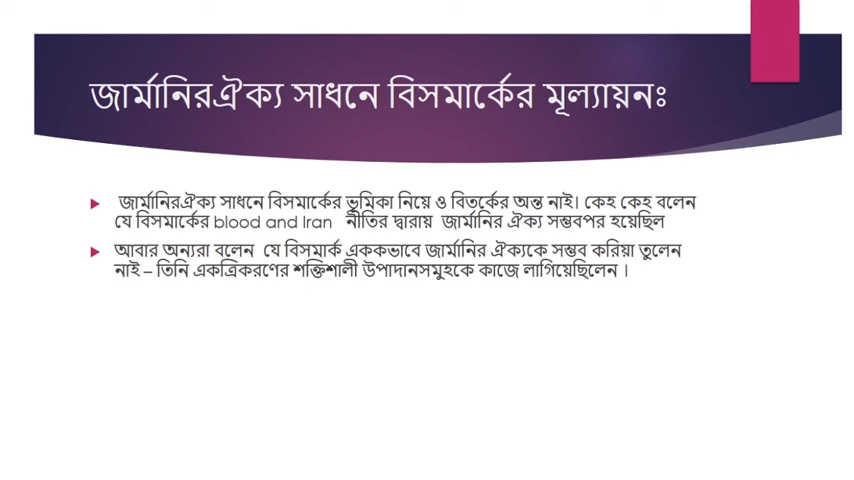 জার্মানিরঐক্য সাধনে বিসমার্কের মূল্যায়নঃ
জার্মানিরঐক্য সাধনে বিসমার্কের ভূমিকা নিয়ে ও বিতর্কের অন্ত নাই। কেহ কেহ বলেন
যে বিসমার্কের blood and Iran নীতির দ্বারায় জার্মানির ঐক্য সম্ভবপর হয়েছিল
আবার অন্যরা বলেন যে বিসমার্ক এককভাবে জার্মানির ঐক্যকে সম্ভব করিয়া তুলেন
নাই – তিনি একত্রিকরণের শক্তিশালী উপাদানসমুহকে কাজে লাগিয়েছিলেন ।